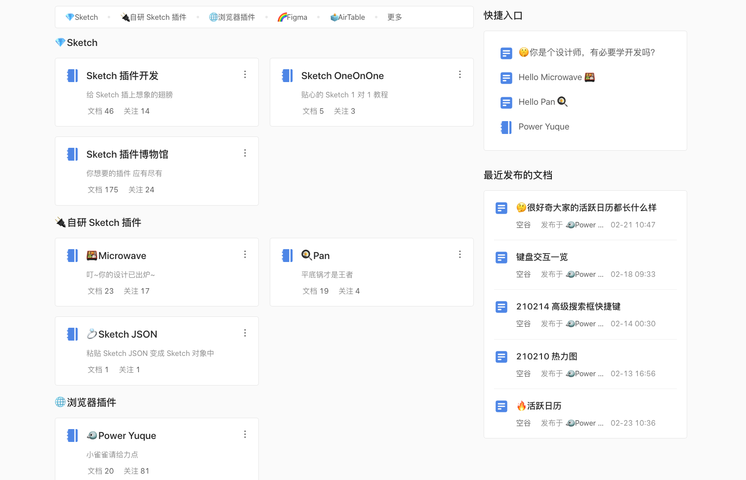 Sketch
自研 Sketch 插件
浏览器插件
Figma
AirTable
更多
Sketch
Sketch 插件开发
给 Sketch 插上想象的翅膀
文档 46 关注 14
Sketch OneOnOne
贴心的 Sketch 1 对 1 教程
文档 5 关注 3
Sketch 插件博物馆
你想要的插件 应有尽有
文档 175 关注 24
自研 Sketch 插件
Microwave
叮~你的设计已出炉~
文档 23 关注 17
Pan
平底锅才是王者
文档 19 关注 4
Sketch JSON
粘贴 Sketch JSON 变成 Sketch 对象中
文档 1 关注 1
浏览器插件
Power Yuque
小雀雀请给力点
文档 20 关注 81
快捷入口
你是个设计师，有必要学开发吗?
Hello Microwave
Hello Pan
Power Yuque
最近发布的文档
很好奇大家的活跃日历都长什么样
空谷 发布于 Power ... 02-21 10:47
键盘交互一览
空谷 发布于 Power ... 02-18 09:33
210214 高级搜索框快捷键
空谷 发布于 Power ... 02-14 00:30
210210 热力图
空谷 发布于 Power ... 02-13 16:56
活跃日历
空谷 发布于 Power ... 02-23 10:36